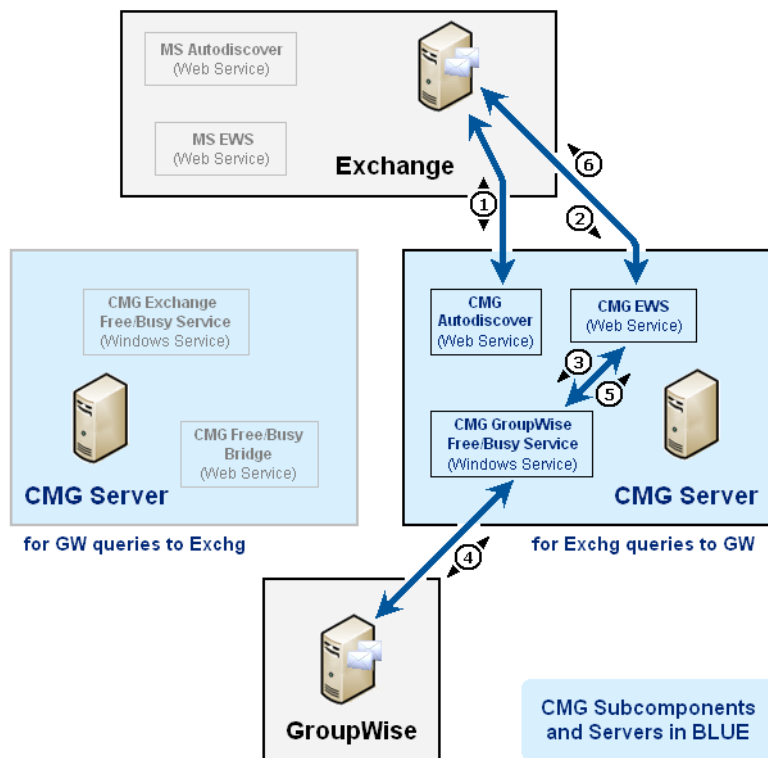 MS Autodiscover
(Web Service)
MS EWS
(Web Service)
Exchange
1
6
2
CMG Exchange
Free/Busy Service
(Windows Service)
CMG Free/Busy
Bridge
(Web Service)
CMG Server
for GW queries to Exchg
CMG
Autodiscover
(Web Service)
CMG EWS
(Web Service)
3
5
CMG GroupWise
Free/Busy Service
(Windows Service)
CMG Server
for Exchg queries to GW
4
GroupWise
CMG Subcomponents
and Servers in BLUE